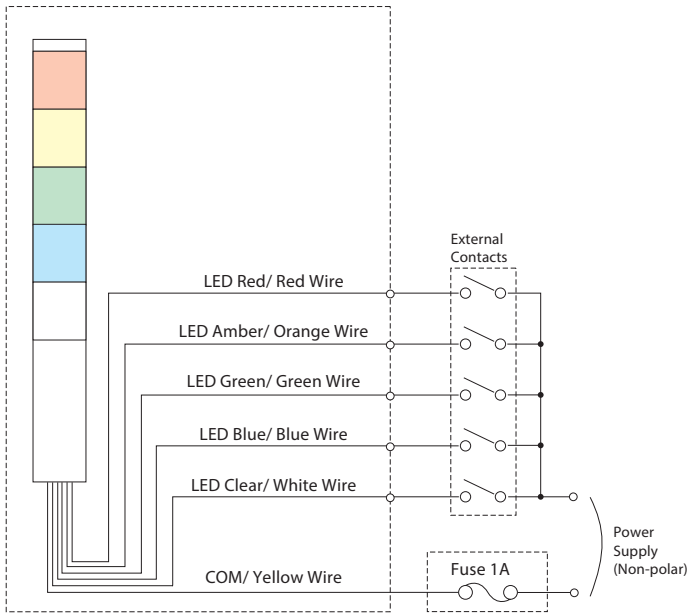 External
Contacts
LED Red/ Red Wire
LED Amber/ Orange Wire
LED Green/ Green Wire
LED Blue/ Blue Wire
LED Clear/ White Wire
COM/ Yellow Wire
Fuse 1A
Power
Supply
(Non-polar)